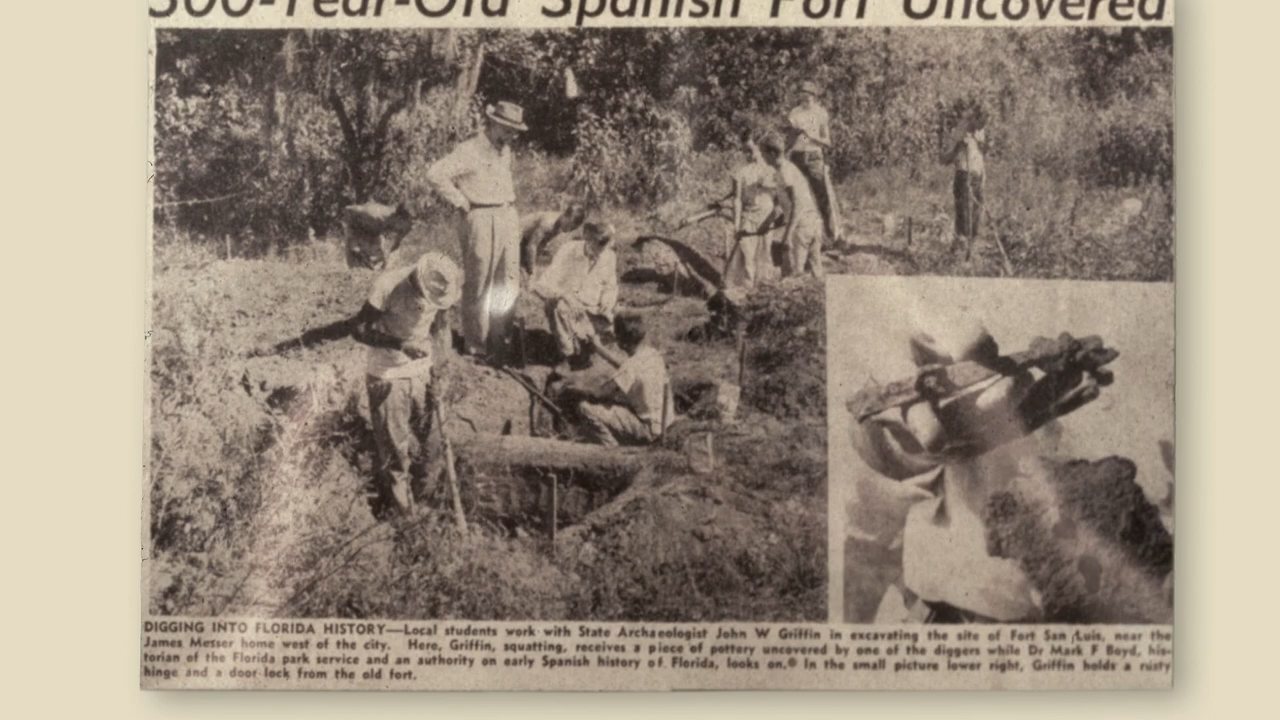 300-Year-Old Spanish Fort Uncovered
DIGGING INTO FLORIDA HISTORY—Local students work with State Archaeologist John W Griffin in excavating the site of Fort San Luis, near the
James Messer home west of the city. Here, Griffin, squatting, receives a piece of pottery uncovered by one of the diggers while Dr Mark F Boyd, his-
torian of the Florida park service and an authority on early Spanish history of Florida, looks on. In the small picture lower right, Griffin holds a rusty
hinge and a door lock from the old fort.